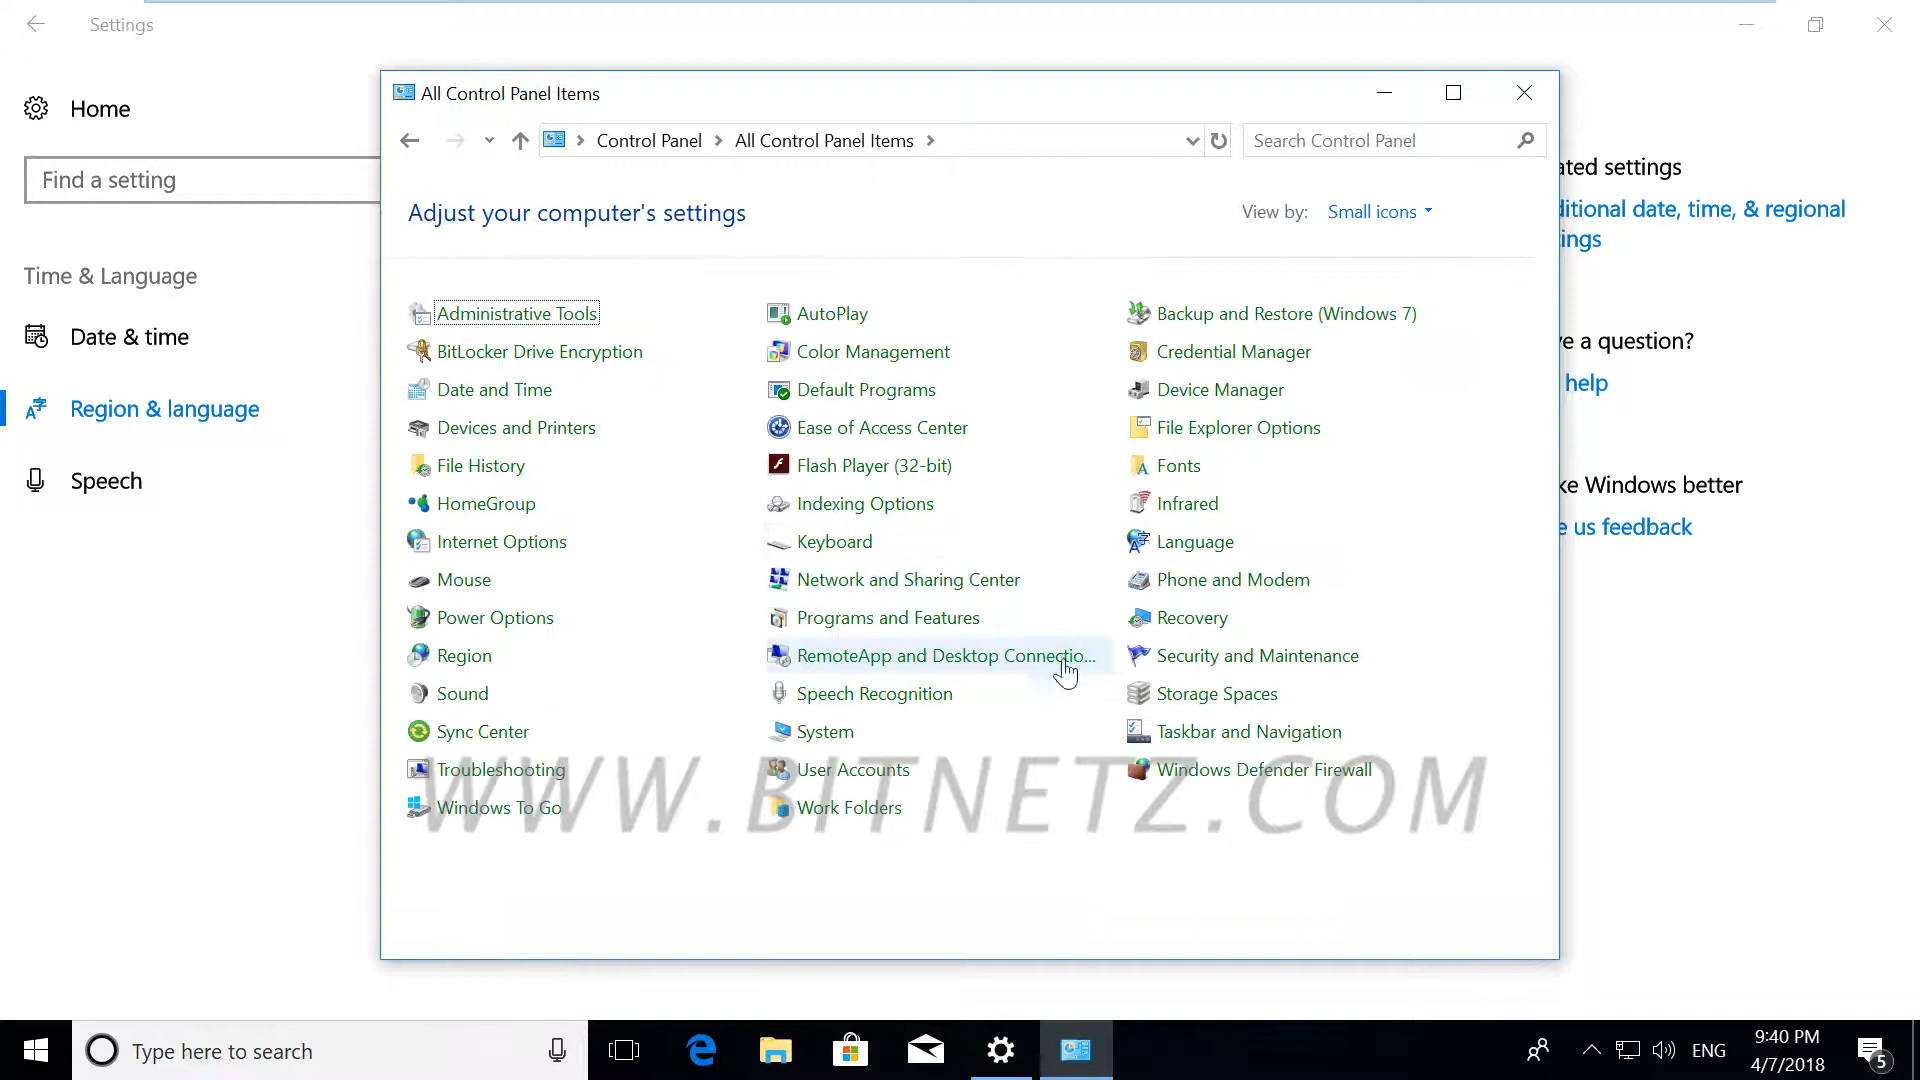 Settings
Home
Find a setting
Time & Language
Date & time
Region & language
Speech
All Control Panel Items
Control Panel
All Control Panel Items
Search Control Panel
Adjust your computer's settings
View by:
Small icons
Administrative Tools
AutoPlay
Backup and Restore (Windows 7)
BitLocker Drive Encryption
Color Management
Credential Manager
Date and Time
Default Programs
Device Manager
Devices and Printers
Ease of Access Center
File Explorer Options
File History
Flash Player (32-bit)
Fonts
HomeGroup
Indexing Options
Infrared
Internet Options
Keyboard
Language
Mouse
Network and Sharing Center
Phone and Modem
Power Options
Programs and Features
Recovery
Region
RemoteApp and Desktop Connectio...
Security and Maintenance
Sound
Speech Recognition
Storage Spaces
Sync Center
System
Taskbar and Navigation
Troubleshooting
User Accounts
Windows Defender Firewall
Windows To Go
Work Folders
WWW.BITNETZ.COM
ated settings
ditional date, time, & regional
ings
ve a question?
help
ke Windows better
e us feedback
Type here to search
ENG
9:40 PM
4/7/2018
5